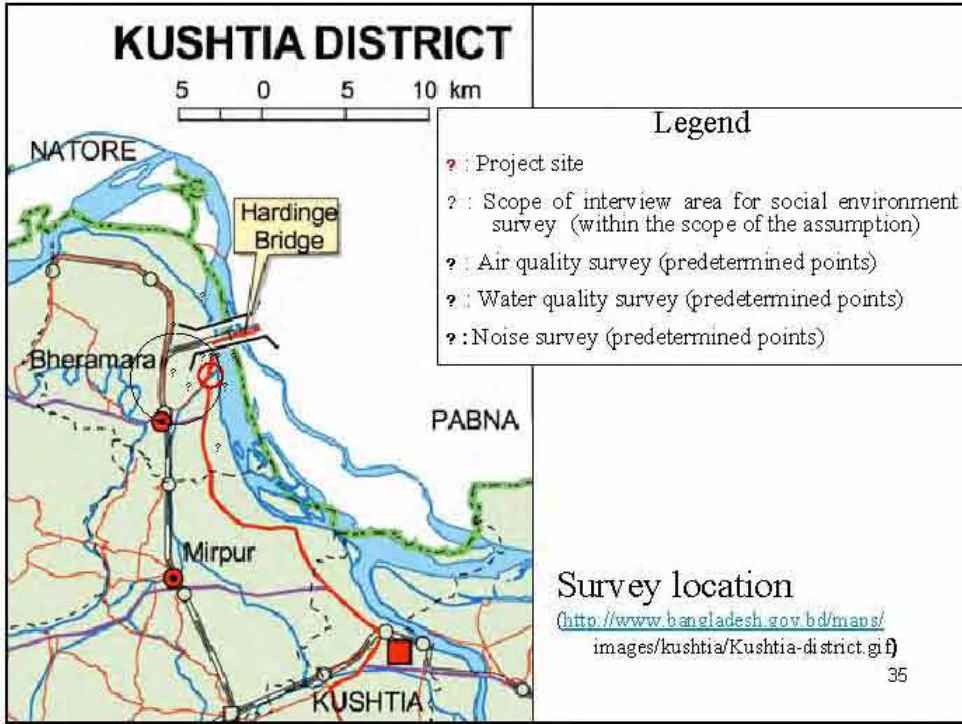 KUSHTIA DISTRICT
5 0 5 10 km
NATORE
Hardinge
Bridge
Bheramara
PABNA
Mirpur
KUSHTIA
Legend
? : Project site
? : Scope of interview area for social environment
survey (within the scope of the assumption)
? : Air quality survey (predetermined points)
? : Water quality survey (predetermined points)
? : Noise survey (predetermined points)
Survey location
(http://www.bangladesh.gov.bd/maps/
images/kushtia/Kushtia-district.gif)
35